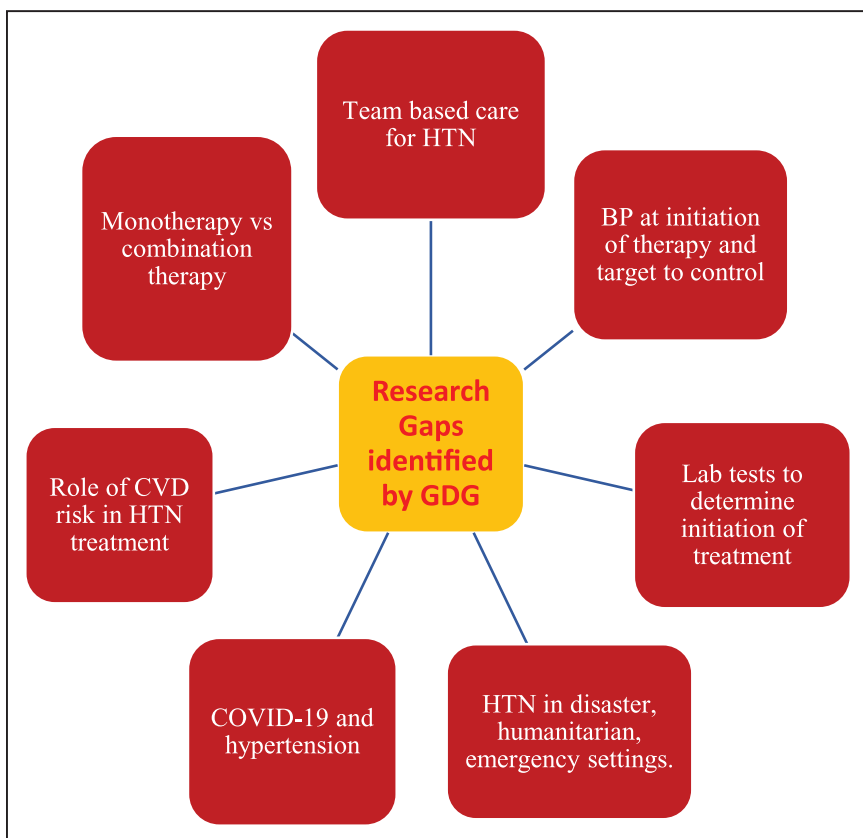 Team based care
for HTN
Monotherapy vs
combination
therapy
BP at initiation
of therapy and
target to control
Research
Gaps
identified
by GDG
Role of CVD
risk in HTN
treatment
Lab tests to
determine
initiation of
treatment
COVID-19 and
hypertension
HTN in disaster,
humanitarian,
emergency settings.